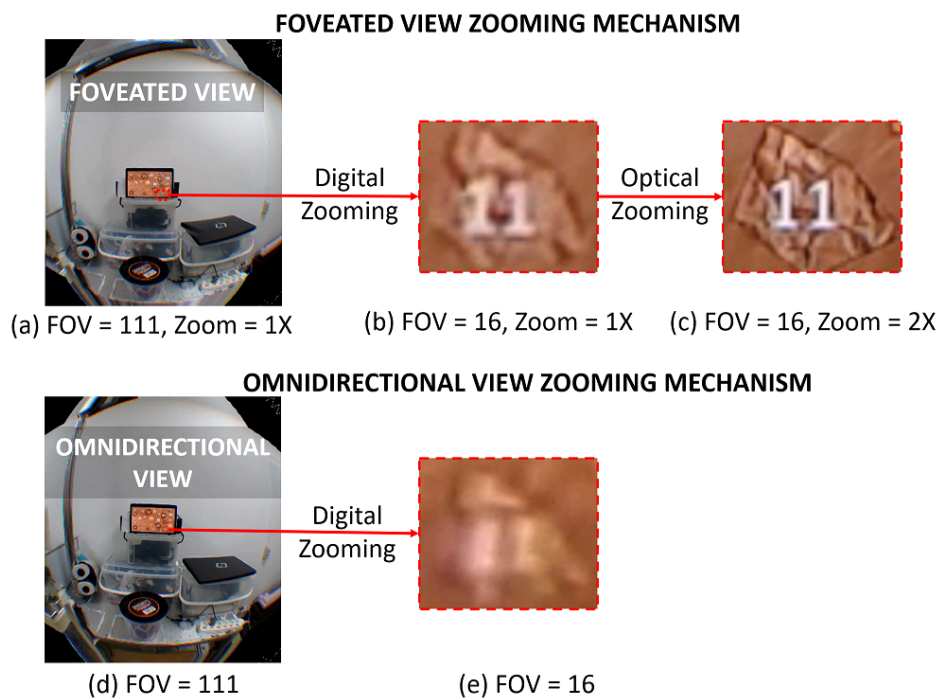 FOVEATED VIEW ZOOMING MECHANISM
FOVEATED VIEW
Digital
Zooming
11
Optical
Zooming
11
(a) FOV = 111, Zoom = 1X
(b) FOV = 16, Zoom = 1X
(c) FOV = 16, Zoom = 2X
OMNIDIRECTIONAL VIEW ZOOMING MECHANISM
OMNIDIRECTIONAL
VIEW
Digital
Zooming
(d) FOV = 111
(e) FOV = 16